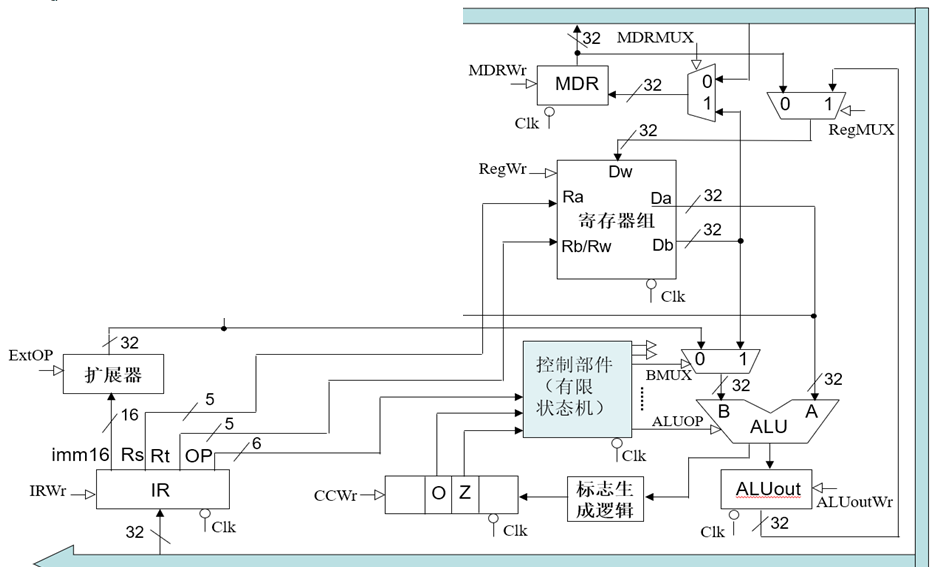 32
MDRMUX
MDRWr
MDR
32
0
1
0 1
Clk
RegMUX
32
RegWr
Dw
Ra
Da
32
寄存器组
Rb/Rw
Db
32
Clk
ExtOP
32
扩展器
控制部件
(有限
状态机)
0 1
BMUX
32
32
16
5
5
6
ALUOP
B A
ALU
imm16 Rs Rt OP
Clk
IRWr
IR
CCWr
O Z
标志生
成逻辑
ALUout
ALUoutWr
Clk
Clk
Clk
32
32